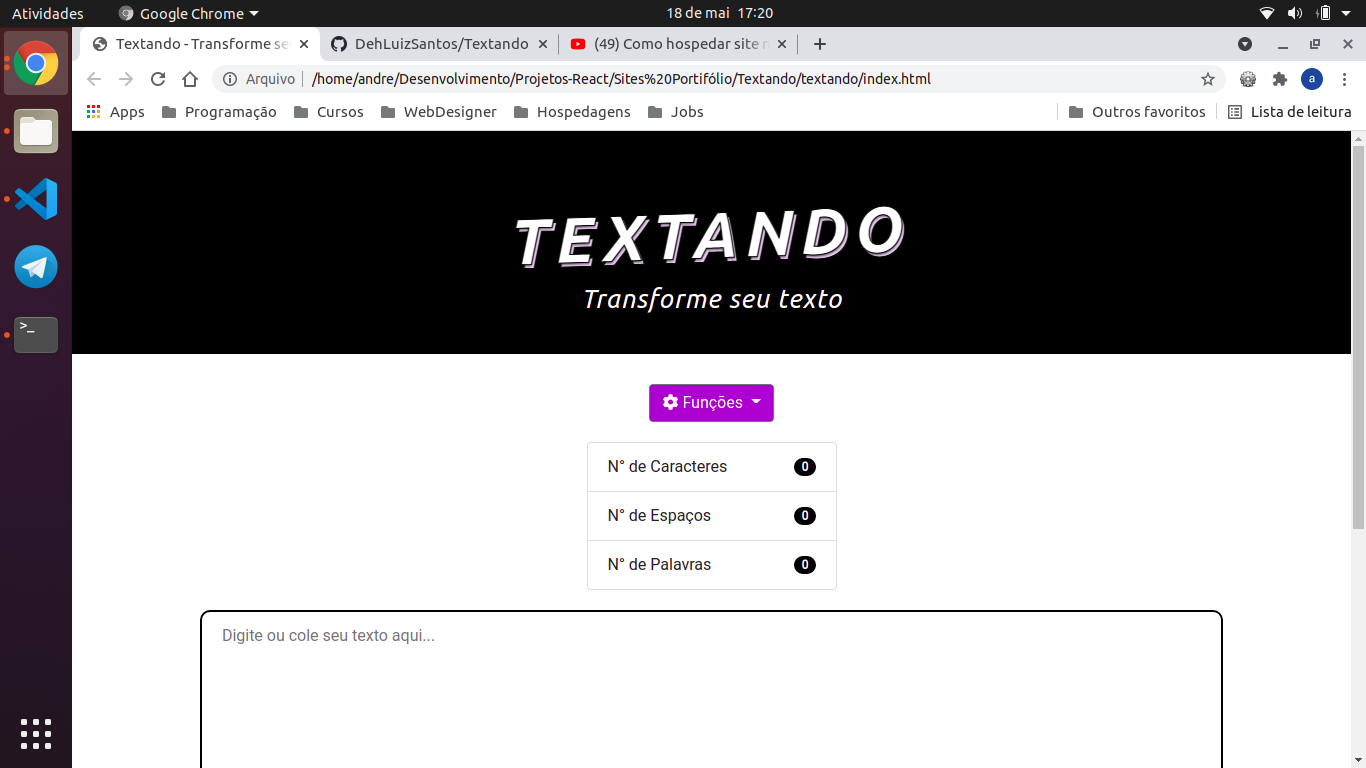 Atividades Google Chrome 18 de mai 17:20
Textando - Transforme se DehLuizSantos/Textando (49) Como hospedar site
Arquivo /home/andre/Desenvolvimento/Projetos-React/Sites%20Portifólio/Textando/textando/index.html a
Apps Programação Cursos WebDesigner Hospedagens Jobs Outros favoritos Lista de leitura
>_
TEXTANDO
Transforme seu texto
Funções
N° de Caracteres 0
N° de Espaços 0
N° de Palavras 0
Digite ou cole seu texto aqui...